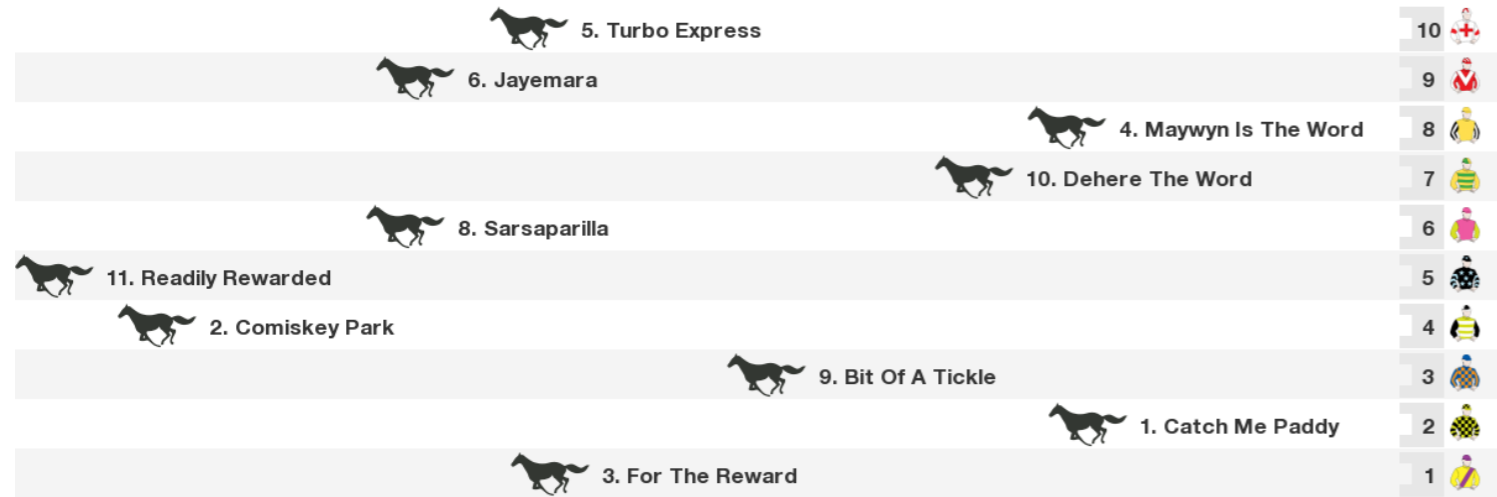 5. Turbo Express 10
6. Jayemara 9
4. Maywyn Is The Word 8
10. Dehere The Word 7
8. Sarsaparilla 6
11. Readily Rewarded 5
2. Comiskey Park 4
9. Bit Of A Tickle 3
1. Catch Me Paddy 2
3. For The Reward 1